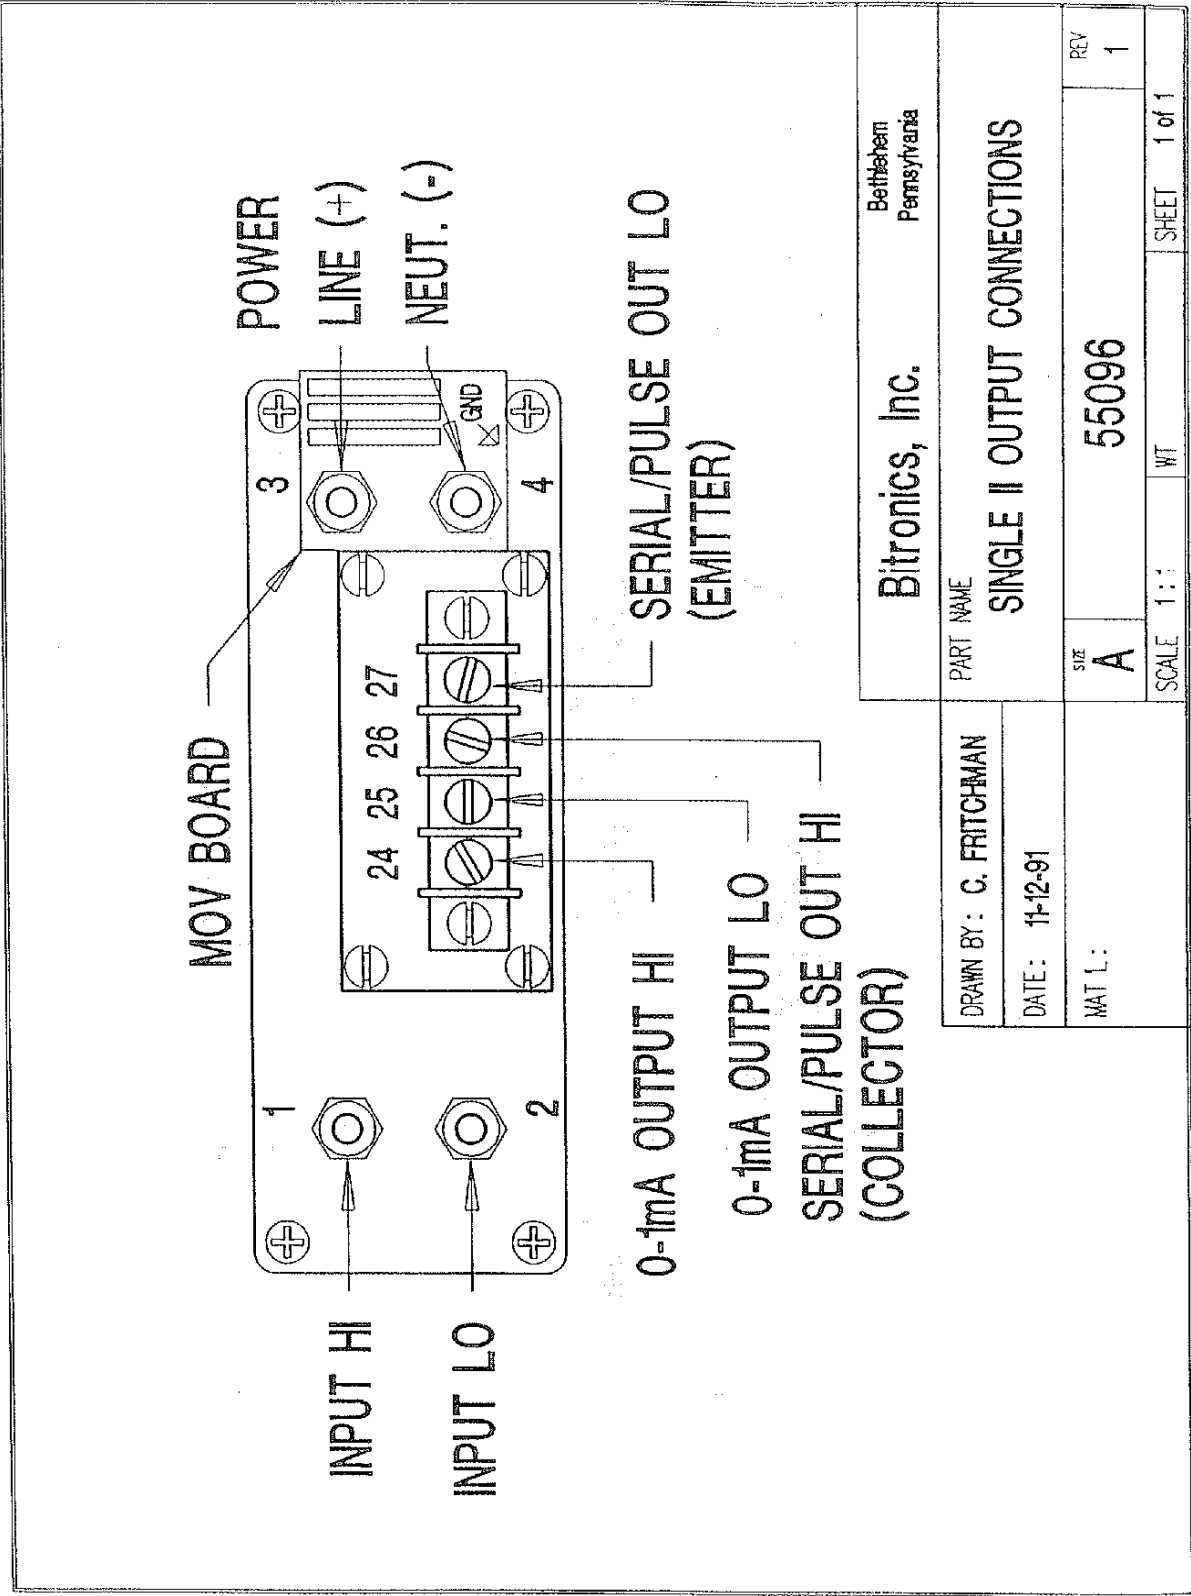 MOV BOARD
POWER
LINE (+)
NEUT. (-)
INPUT HI
INPUT LO
1
2
3
4
GND
24 25 26 27
0-1mA OUTPUT HI
0-1mA OUTPUT LO
SERIAL/PULSE OUT HI
(COLLECTOR)
SERIAL/PULSE OUT LO
(EMITTER)
Bitronics, Inc.
Bethlehem
Pennsylvania
DRAWN BY: C. FRITCHMAN
PART NAME
SINGLE II OUTPUT CONNECTIONS
DATE: 11-12-91
MAT'L:
SIZE
A
55096
REV
1
SCALE 1:1
WT
SHEET 1 of 1